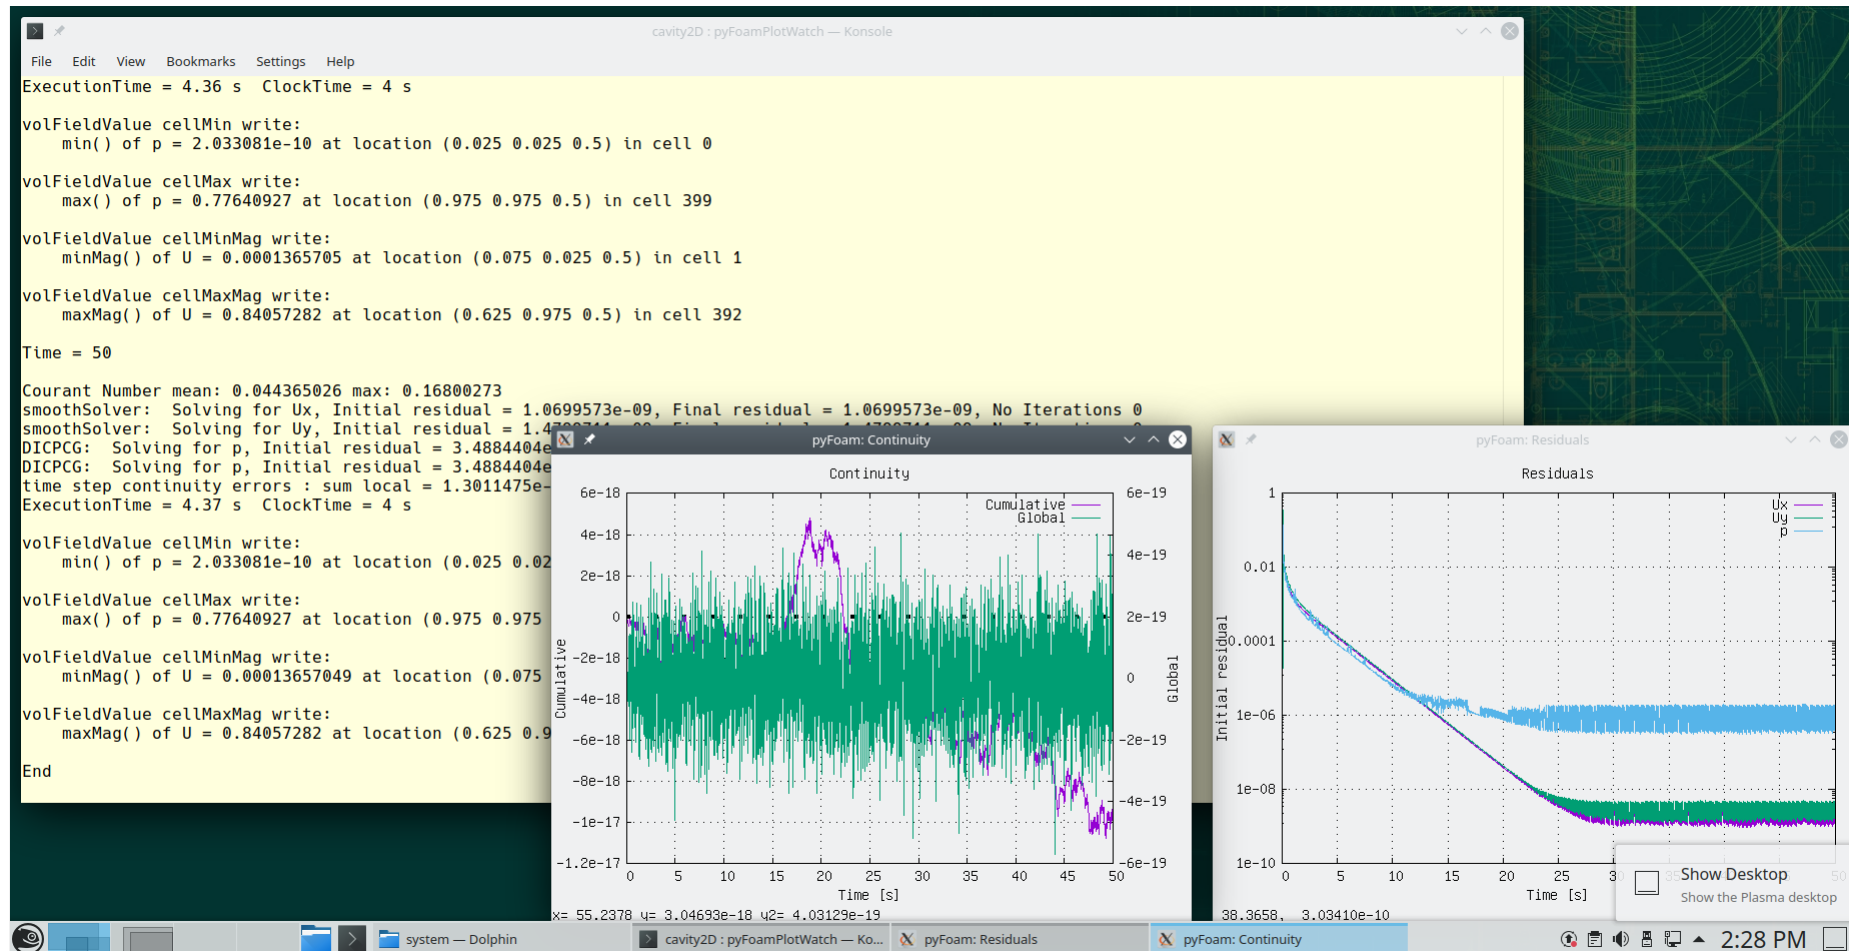 cavity2D : pyFoamPlotWatch — Konsole
File Edit View Bookmarks Settings Help
ExecutionTime = 4.36 s  ClockTime = 4 s
volFieldValue cellMin write:
min() of p = 2.033081e-10 at location (0.025 0.025 0.5) in cell 0
volFieldValue cellMax write:
max() of p = 0.77640927 at location (0.975 0.975 0.5) in cell 399
volFieldValue cellMinMag write:
minMag() of U = 0.0001365705 at location (0.075 0.025 0.5) in cell 1
volFieldValue cellMaxMag write:
maxMag() of U = 0.84057282 at location (0.625 0.975 0.5) in cell 392
Time = 50
Courant Number mean: 0.044365026 max: 0.16800273
smoothSolver:  Solving for Ux, Initial residual = 1.0699573e-09, Final residual = 1.0699573e-09, No Iterations 0
smoothSolver:  Solving for Uy, Initial residual = 1.4
DICPCG:  Solving for p, Initial residual = 3.4884404e
DICPCG:  Solving for p, Initial residual = 3.4884404e
time step continuity errors : sum local = 1.3011475e-
ExecutionTime = 4.37 s  ClockTime = 4 s
volFieldValue cellMin write:
min() of p = 2.033081e-10 at location (0.025 0.02
volFieldValue cellMax write:
max() of p = 0.77640927 at location (0.975 0.975
volFieldValue cellMinMag write:
minMag() of U = 0.00013657049 at location (0.075
volFieldValue cellMaxMag write:
maxMag() of U = 0.84057282 at location (0.625 0.9
End
pyFoam: Continuity
Continuity
Cumulative
Global
6e-18
4e-18
2e-18
0
-2e-18
-4e-18
-6e-18
-8e-18
-1e-17
-1.2e-17
Cumulative
6e-19
4e-19
2e-19
0
-2e-19
-4e-19
-6e-19
Global
0 5 10 15 20 25 30 35 40 45 50
Time [s]
x= 55.2378 y= 3.04693e-18 y2= 4.03129e-19
pyFoam: Residuals
Residuals
Ux
Uy
p
1
0.01
0.0001
1e-06
1e-08
1e-10
Initial residual
0 5 10 15 20 25 30 35 40 45 50
Time [s]
38.3658, 3.03410e-10
Show Desktop
Show the Plasma desktop
system — Dolphin
cavity2D : pyFoamPlotWatch — Ko...
pyFoam: Residuals
pyFoam: Continuity
2:28 PM